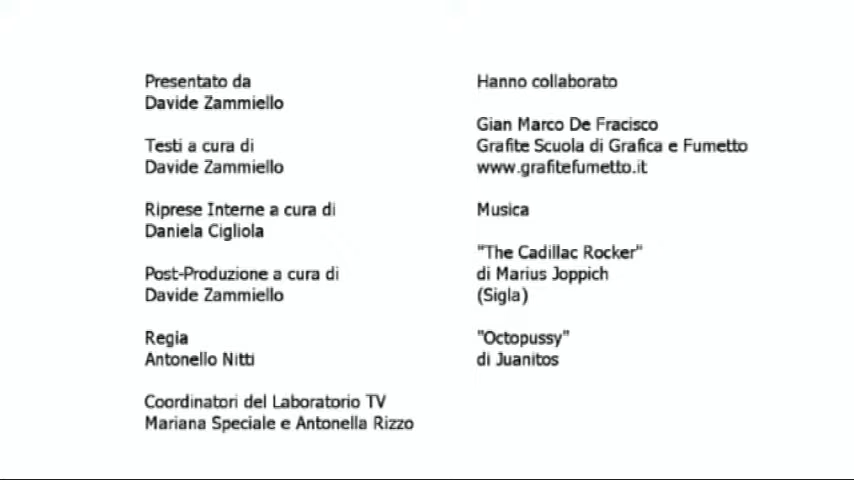 Presentato da
Davide Zammiello
Testi a cura di
Davide Zammiello
Riprese Interne a cura di
Daniela Cigliola
Post-Produzione a cura di
Davide Zammiello
Regia
Antonello Nitti
Coordinatori del Laboratorio TV
Mariana Speciale e Antonella Rizzo
Hanno collaborato
Gian Marco De Fracisco
Grafite Scuola di Grafica e Fumetto
www.grafitefumetto.it
Musica
"The Cadillac Rocker"
di Marius Joppich
(Sigla)
"Octopussy"
di Juanitos